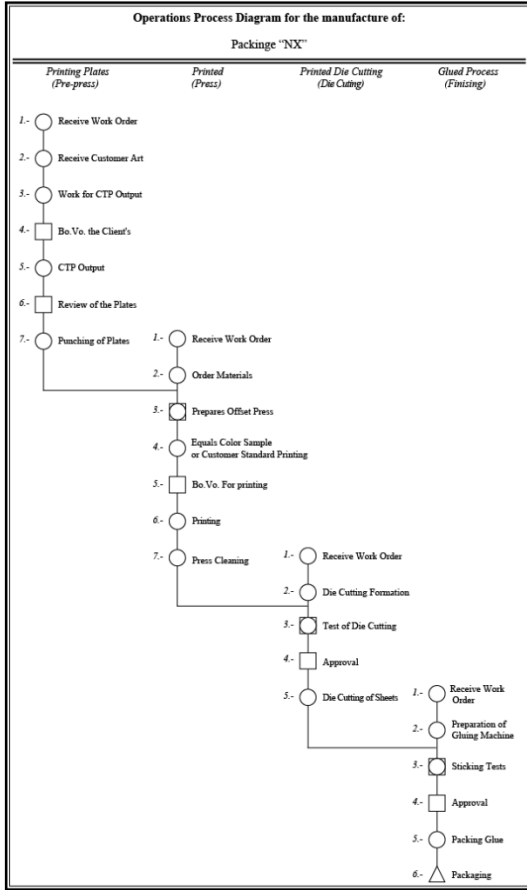 Operations Process Diagram for the manufacture of:
Packinge “NX”
Printing Plates
(Pre-press)
Printed
(Press)
Printed Die Cutting
(Die Cuting)
Glued Process
(Finising)
1.- Receive Work Order
2.- Receive Customer Art
3.- Work for CTP Output
4.- Bo.Vo. the Client's
5.- CTP Output
6.- Review of the Plates
7.- Punching of Plates
1.- Receive Work Order
2.- Order Materials
3.- Prepares Offset Press
4.- Equals Color Sample
or Customer Standard Printing
5.- Bo.Vo. For printing
6.- Printing
7.- Press Cleaning
1.- Receive Work Order
2.- Die Cutting Formation
3.- Test of Die Cutting
4.- Approval
5.- Die Cutting of Sheets
1.- Receive Work
Order
2.- Preparation of
Gluing Machine
3.- Sticking Tests
4.- Approval
5.- Packing Glue
6.- Packaging